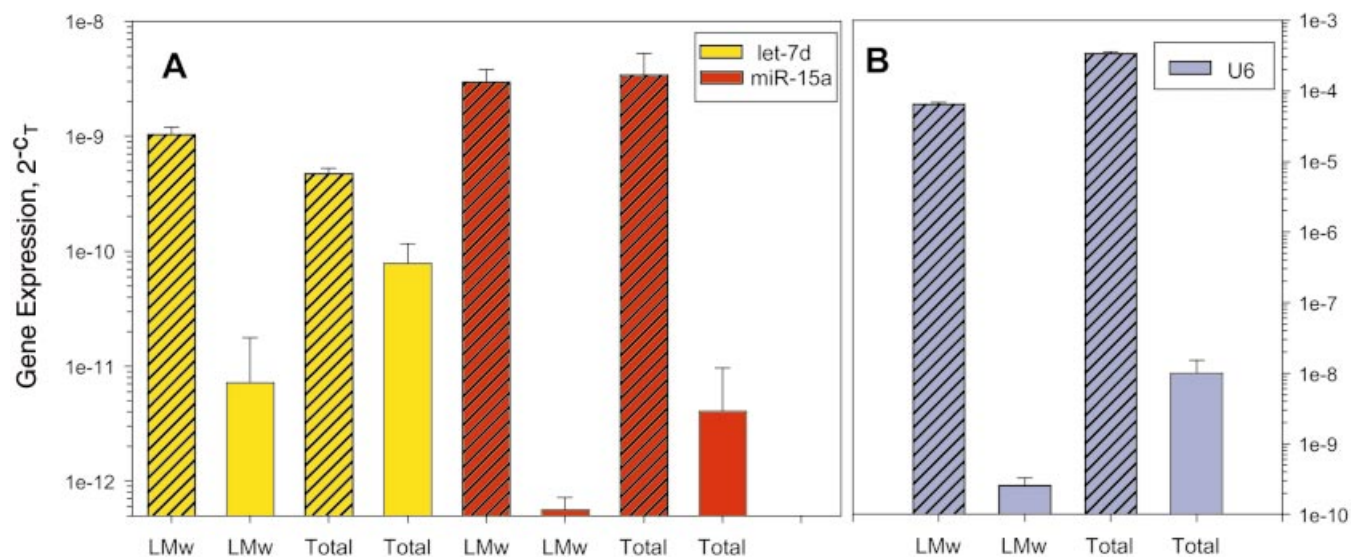 Gene Expression, 2^-C_T
A
1e-8
1e-9
1e-10
1e-11
1e-12
let-7d
miR-15a
LMw LMw Total Total LMw LMw Total Total
B
U6
1e-3
1e-4
1e-5
1e-6
1e-7
1e-8
1e-9
1e-10
LMw LMw Total Total